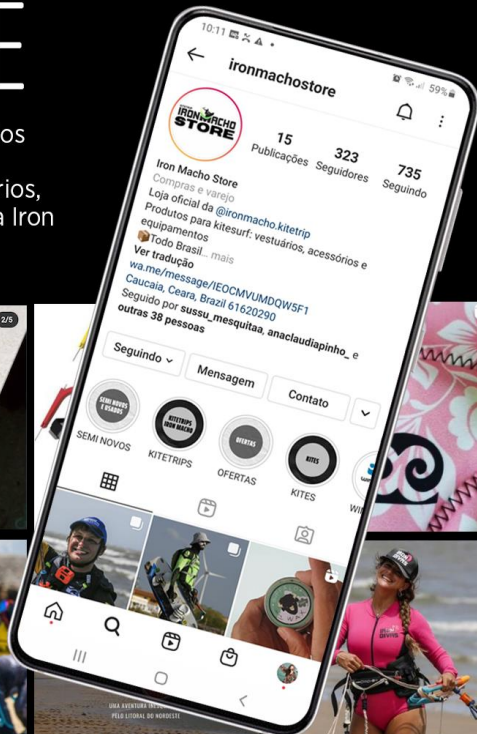 os
rios,
a Iron
10:11
59%
ironmachostore
IRON MACHO
STORE
15
Publicações
323
Seguidores
735
Seguindo
Iron Macho Store
Compras e varejo
Loja oficial da @ironmacho.kitetrip
Produtos para kitesurf: vestuários, acessórios e
equipamentos
📦Todo Brasil... mais
Ver tradução
wa.me/message/IEOCMVUMDQW5F1
Caucaia, Ceara, Brazil 61620290
Seguido por sussu_mesquitaa, anaclaudiapinho_ e
outras 38 pessoas
Seguindo
Mensagem
Contato
SEMI NOVOS
E USADOS
KITETRIPS
IRON MACHO
OFERTAS
KITES
SEMI NOVOS
KITETRIPS
OFERTAS
KITES
WI
2/5
UMA AVENTURA
PELO LITORAL DO NORDESTE